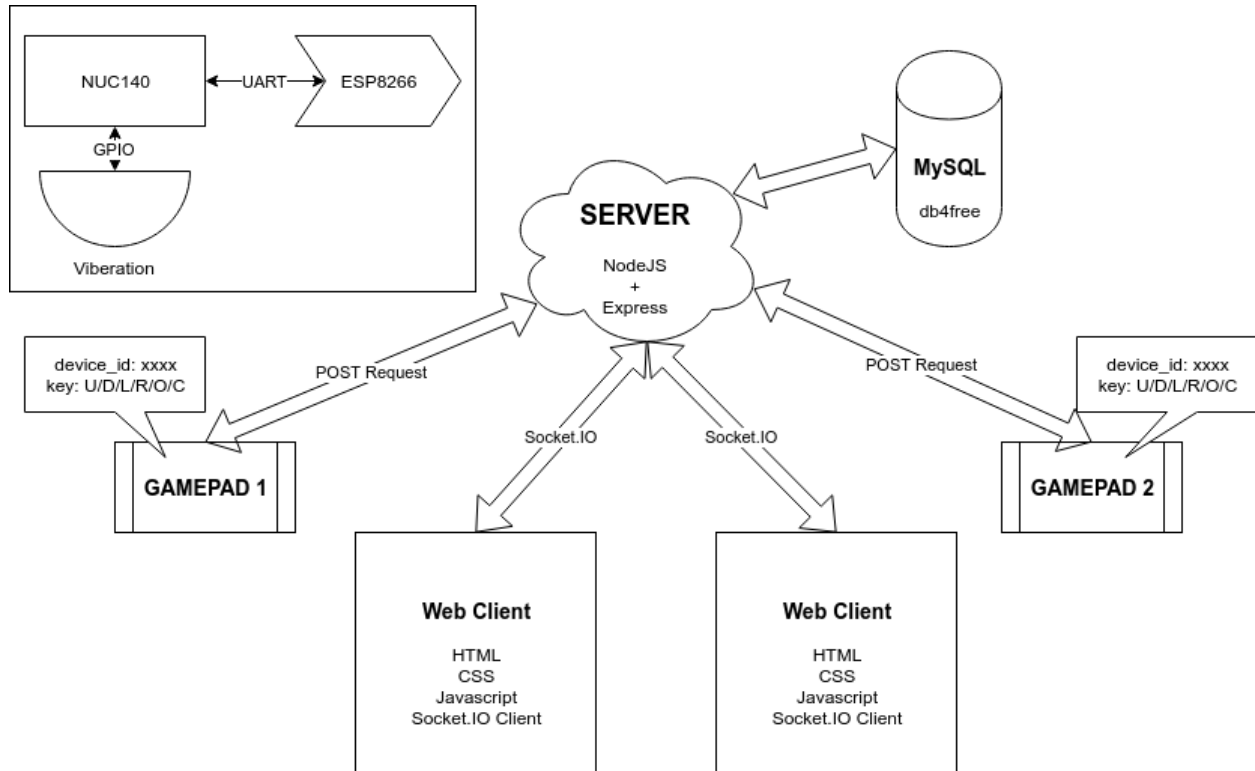 NUC140
UART
ESP8266
GPIO
Viberation
MySQL
db4free
SERVER
NodeJS
+
Express
device_id: xxxx
key: U/D/L/R/O/C
POST Request
POST Request
device_id: xxxx
key: U/D/L/R/O/C
GAMEPAD 1
Socket.IO
Socket.IO
GAMEPAD 2
Web Client
HTML
CSS
Javascript
Socket.IO Client
Web Client
HTML
CSS
Javascript
Socket.IO Client